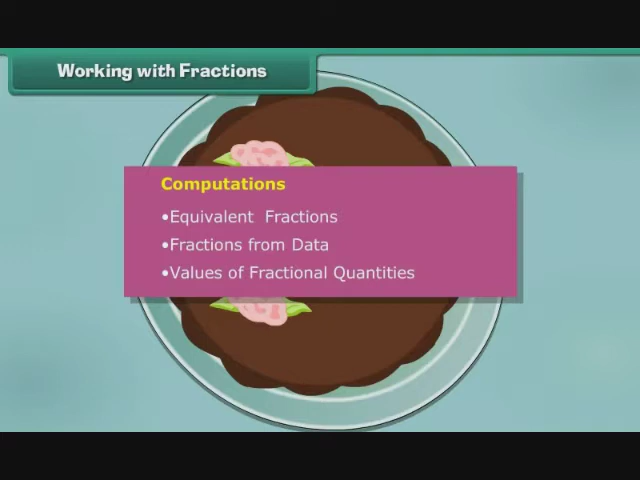 Working with Fractions
Computations
•Equivalent  Fractions
•Fractions from Data
•Values of Fractional Quantities